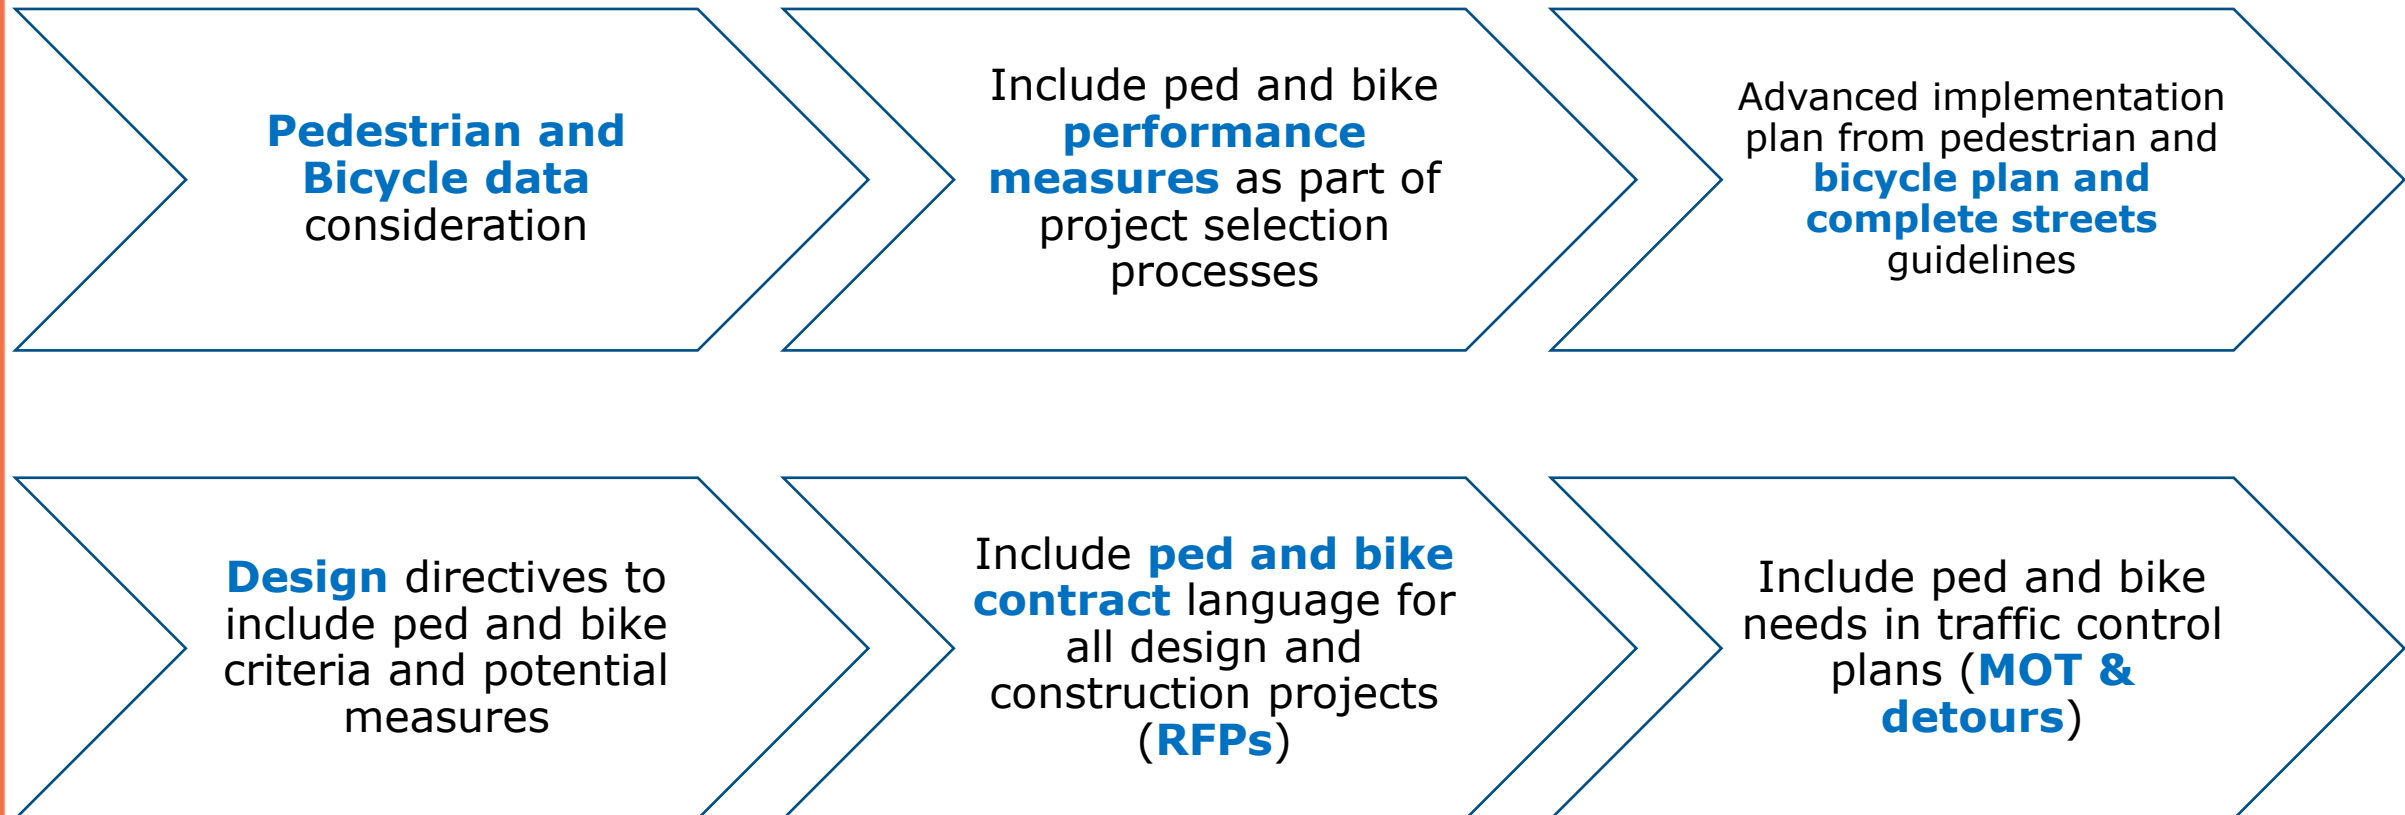 Pedestrian and
Bicycle data
consideration
Include ped and bike
performance
measures as part of
project selection
processes
Advanced implementation
plan from pedestrian and
bicycle plan and
complete streets
guidelines
Design directives to
include ped and bike
criteria and potential
measures
Include ped and bike
contract language for
all design and
construction projects
(RFPs)
Include ped and bike
needs in traffic control
plans (MOT &
detours)